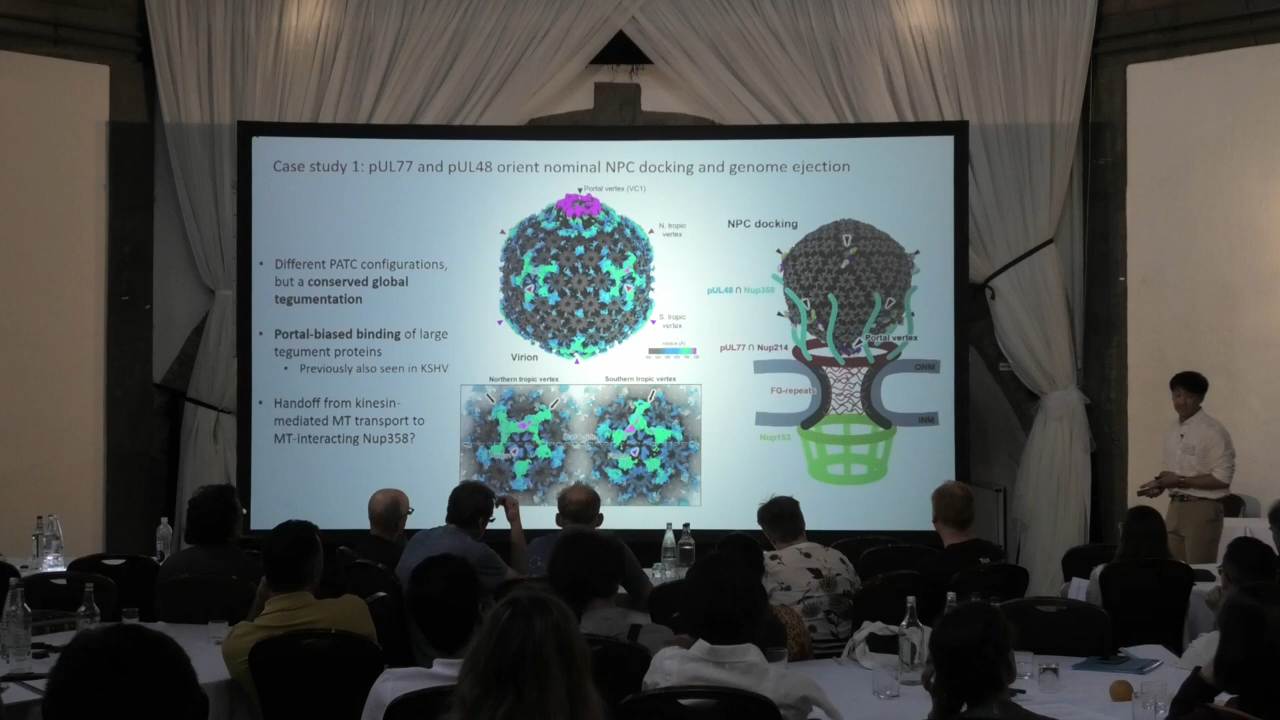 Case study 1: pUL77 and pUL48 orient nominal NPC docking and genome ejection
• Different PATC configurations,
but a conserved global
tegumentation
• Portal-biased binding of large
tegument proteins
• Previously also seen in KSHV
• Handoff from kinesin-
mediated MT transport to
MT-interacting Nup358?
Portal vertex (VC1)
N. tropic
vertex
S. tropic
vertex
Virion
Northern tropic vertex
Southern tropic vertex
NPC docking
pUL48 ∩ Nup358
Portal vertex
pUL77 ∩ Nup214
ONM
FG-repeats
INM
Nup153